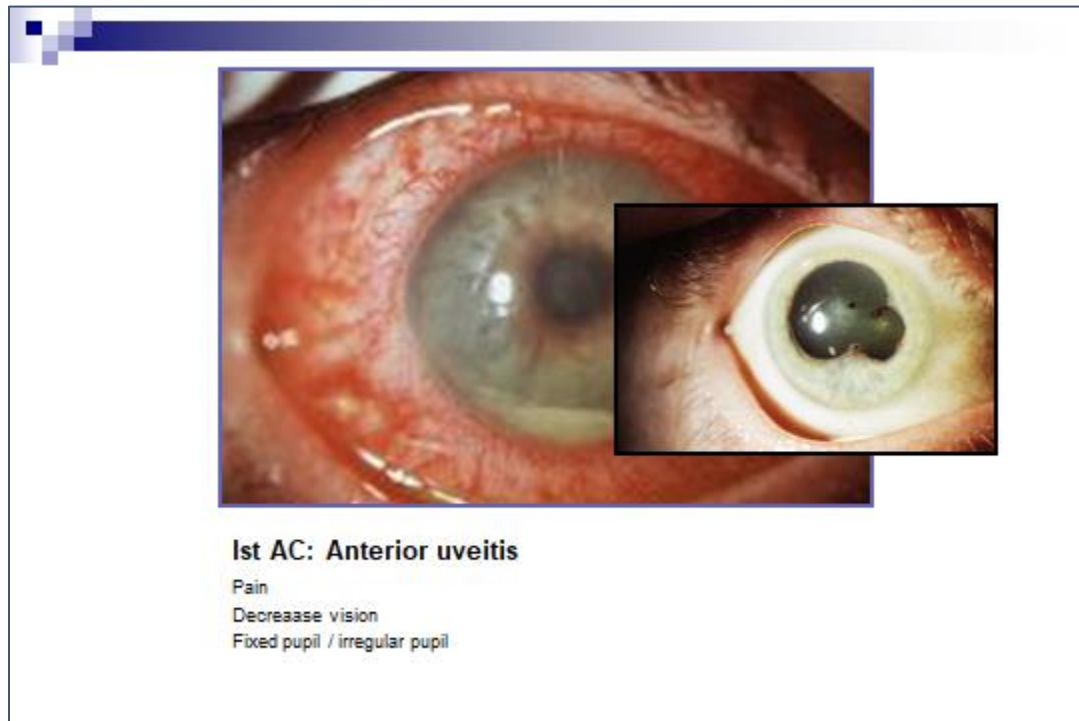 Ist AC: Anterior uveitis
Pain
Decreaase vision
Fixed pupil / irregular pupil